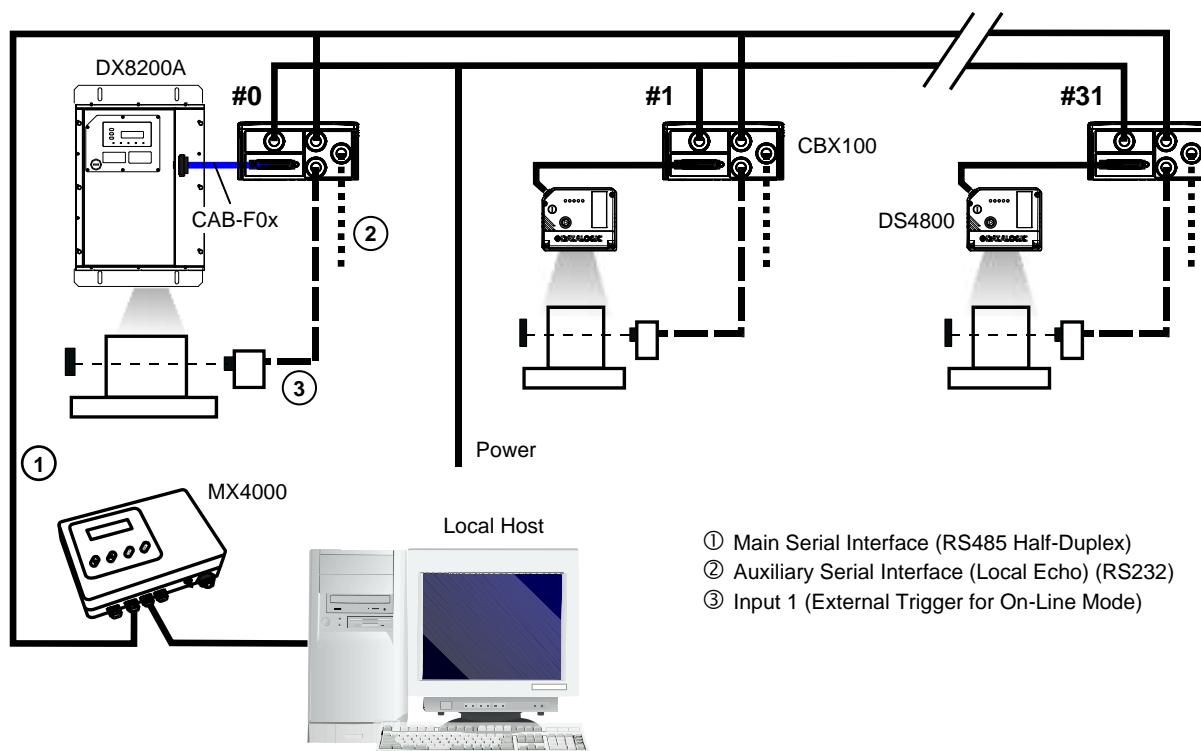 DX8200A
#0
#1
#31
CBX100
CAB-F0x
DS4800
②
DATALOGIC
DATALOGIC
③
①
Power
MX4000
Local Host
① Main Serial Interface (RS485 Half-Duplex)
② Auxiliary Serial Interface (Local Echo) (RS232)
③ Input 1 (External Trigger for On-Line Mode)